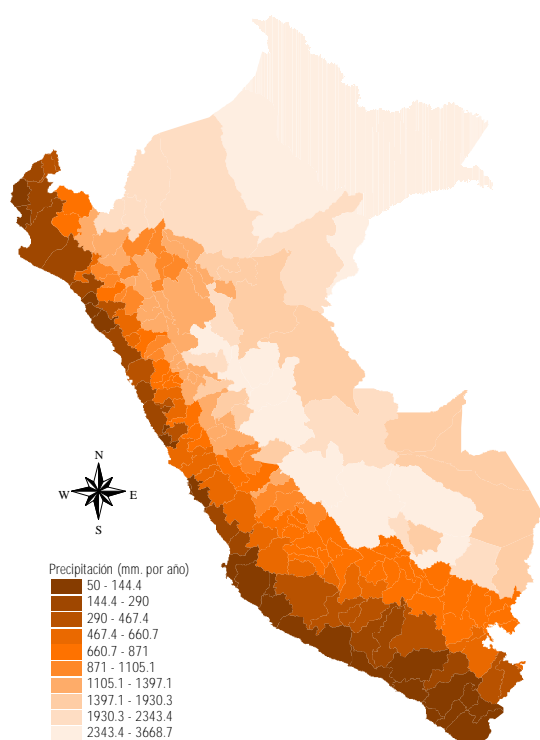 N
W E
S
Precipitación (mm. por año)
50 - 144.4
144.4 - 290
290 - 467.4
467.4 - 660.7
660.7 - 871
871 - 1105.1
1105.1 - 1397.1
1397.1 - 1930.3
1930.3 - 2343.4
2343.4 - 3668.7